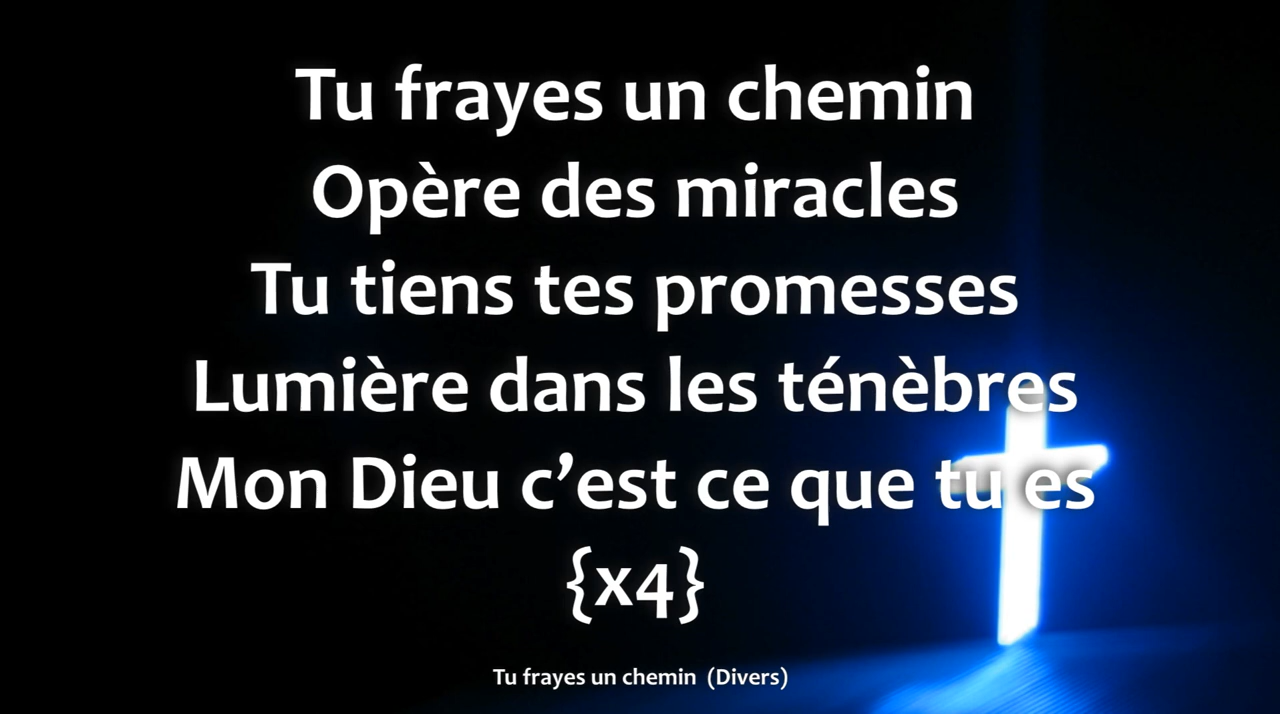 Tu frayes un chemin
Opère des miracles
Tu tiens tes promesses
Lumière dans les ténèbres
Mon Dieu c’est ce que tu es
{x4}
Tu frayes un chemin (Divers)